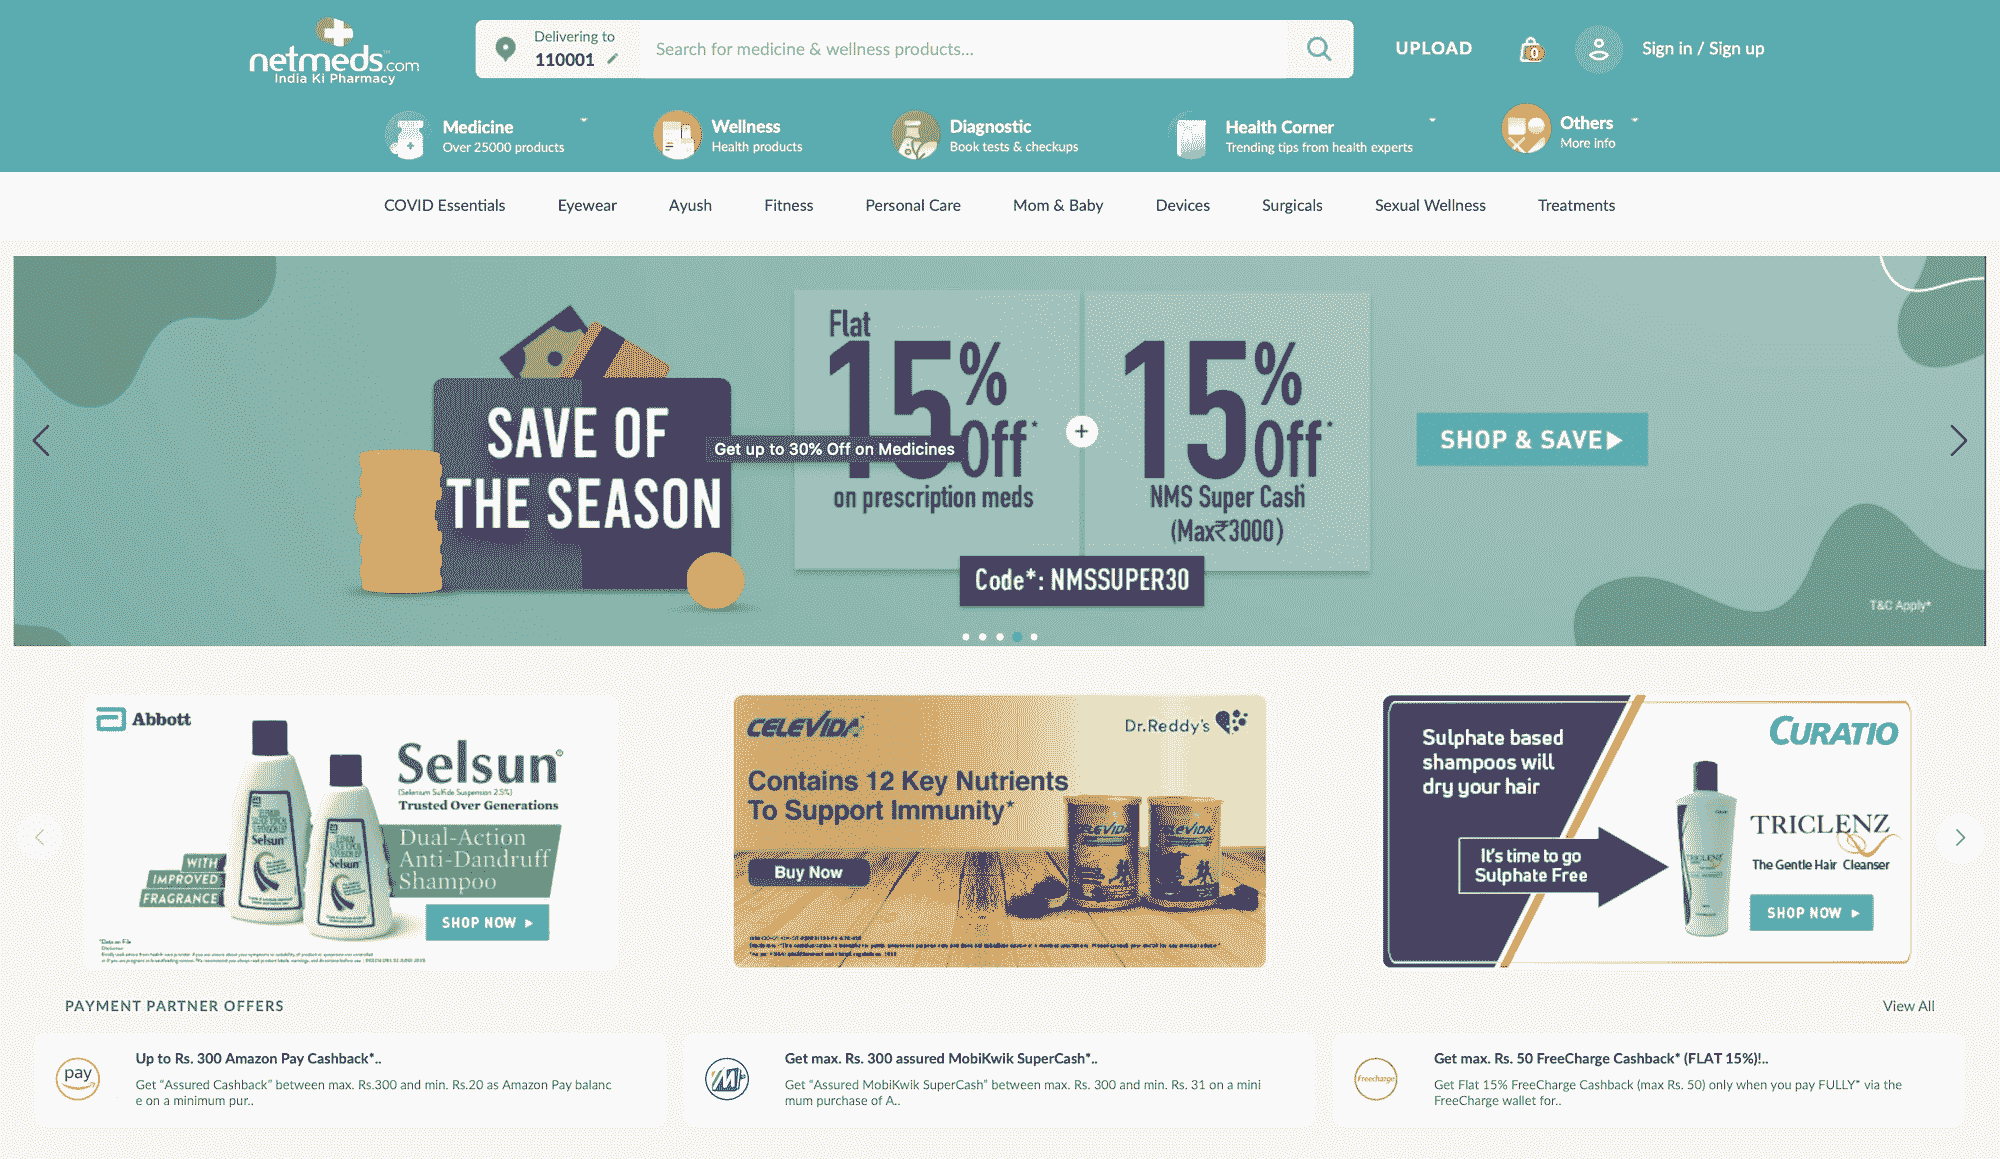 netmeds.com
India Ki Pharmacy
Delivering to
110001
Search for medicine & wellness products...
UPLOAD
0
Sign in / Sign up
Medicine
Over 25000 products
Wellness
Health products
Diagnostic
Book tests & checkups
Health Corner
Trending tips from health experts
Others
More info
COVID Essentials
Eyewear
Ayush
Fitness
Personal Care
Mom & Baby
Devices
Surgicals
Sexual Wellness
Treatments
SAVE OF
THE SEASON
Flat
15% Off*
on prescription meds
Get up to 30% Off on Medicines
+
15% Off*
NMS Super Cash
(Max₹3000)
Code*: NMSSUPER30
SHOP & SAVE
T&C Apply*
Abbott
Selsun®
(Selenium Sulfide Suspension 2.5%)
Trusted Over Generations
Dual-Action
Anti-Dandruff
Shampoo
WITH
IMPROVED
FRAGRANCE
Selsun
Selsun
SHOP NOW
*Data on File
CELEVIDA
Dr.Reddy's
Contains 12 Key Nutrients
To Support Immunity*
CELEVIDA
CELEVIDA
Buy Now
Sulphate based
shampoos will
dry your hair
It's time to go
Sulphate Free
CURATIO
TRICLENZ
TRICLENZ
The Gentle Hair Cleanser
SHOP NOW
PAYMENT PARTNER OFFERS
View All
pay
Up to Rs. 300 Amazon Pay Cashback*..
Get "Assured Cashback" between max. Rs.300 and min. Rs.20 as Amazon Pay balanc
e on a minimum pur..
Get max. Rs. 300 assured MobiKwik SuperCash*..
Get "Assured MobiKwik SuperCash" between max. Rs. 300 and min. Rs. 31 on a mini
mum purchase of A..
Freecharge
Get max. Rs. 50 FreeCharge Cashback* (FLAT 15%)!..
Get Flat 15% FreeCharge Cashback (max Rs. 50) only when you pay FULLY* via the
FreeCharge wallet for..